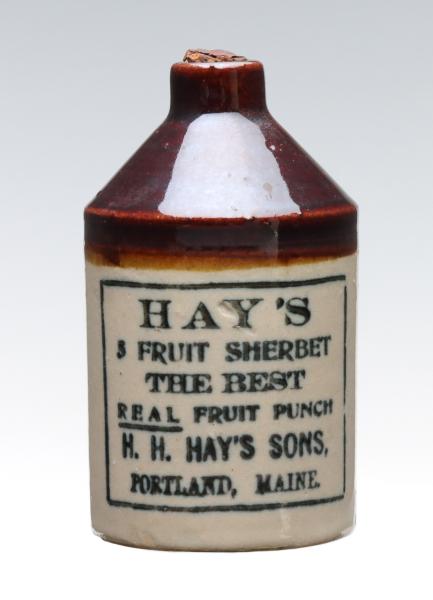 HAY'S
3 FRUIT SHERBET
THE BEST
REAL FRUIT PUNCH
H. H. HAY'S SONS,
PORTLAND, MAINE.